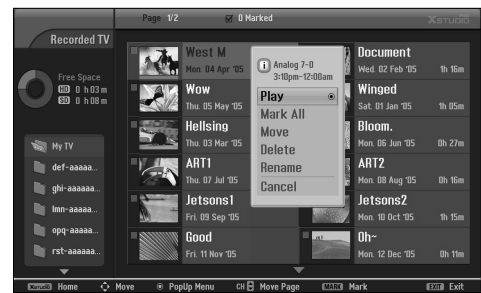 Page 1/2
0 Marked
XSTUDIO
Recorded TV
Free Space
HD 0 h 03 m
SD 0 h 08 m
My TV
def-aaaaa...
ghi-aaaaaa...
lmn-aaaaa...
opq-aaaaa...
rst-aaaaaa...
West M
Mon. 04 Apr '05
Wow
Thu. 05 May '05
Hellsing
Thu. 03 Mar '05
ART1
Thu. 07 Jul '05
Jetsons1
Fri. 09 Sep '05
Good
Fri. 11 Nov '05
Analog 7-0
3:10pm-12:00am
Play
Mark All
Move
Delete
Rename
Cancel
Document
Wed. 02 Feb '05 1h 16m
Winged
Sat. 01 Jan '05 1h 05m
Bloom.
Mon. 06 Jun '05 0h 27m
ART2
Mon. 08 Aug '05 0h 16m
Jetsons2
Mon. 10 Oct '05 1h 15m
Oh~
Mon. 12 Dec '05 0h 11m
XSTUDIO Home Move PopUp Menu CH Move Page MARK Mark EXIT Exit